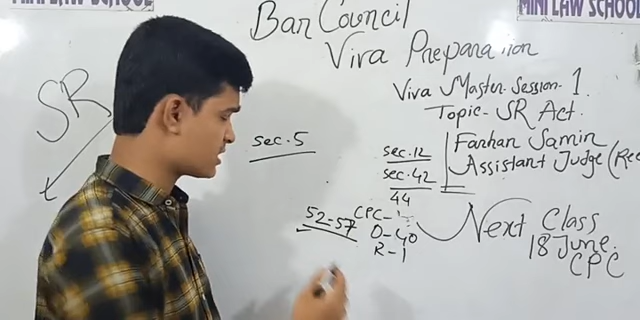 MINI LAW SCHOOL
MINI LAW SCHOOL
Bar Council
Viva Preparation
Viva Master Session-1
Topic- SR Act.
SR
sec.5
sec.12
sec.42
44
Farhan Samin
Assistant Judge (Rec
52-57
CPC-
O-40
R-1
Next Class
18 June.
CPC